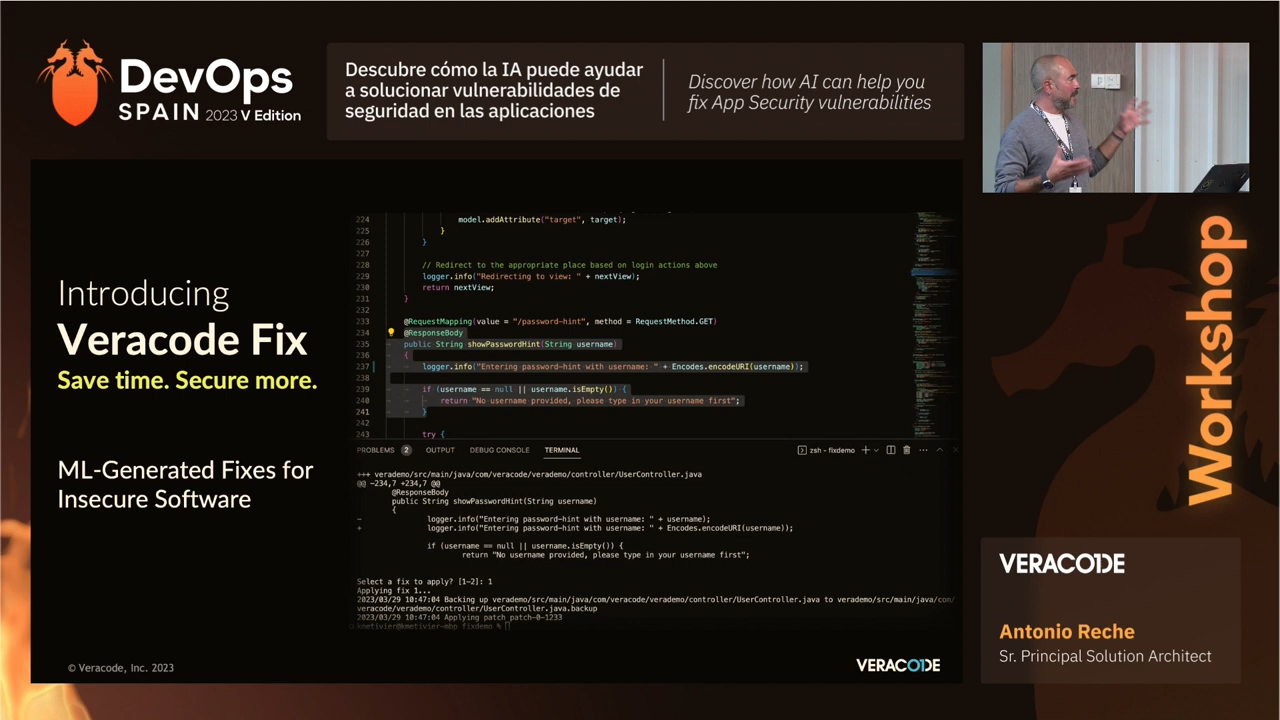 DevOps
SPAIN 2023 V Edition
Descubre cómo la IA puede ayudar
a solucionar vulnerabilidades de
seguridad en las aplicaciones
Discover how AI can help you
fix App Security vulnerabilities
Introducing
Veracode Fix
Save time. Secure more.
ML-Generated Fixes for
Insecure Software
224 model.addAttribute("target", target);
225 }
226 }
227
228 // Redirect to the appropriate place based on login actions above
229 logger.info("Redirecting to view: " + nextView);
230 return nextView;
231 }
232
233 @RequestMapping(value = "/password-hint", method = RequestMethod.GET)
234 @ResponseBody
235 public String showPasswordHint(String username)
236 {
237 logger.info("Entering password-hint with username: " + Encodes.encodeURI(username));
238
239 if (username == null || username.isEmpty()) {
240 return "No username provided, please type in your username first";
241 }
242
243 try {
PROBLEMS 2 OUTPUT DEBUG CONSOLE TERMINAL zsh - fixdemo
+++ verademo/src/main/java/com/veracode/verademo/controller/UserController.java
@@ -234,7 +234,7 @@
@ResponseBody
public String showPasswordHint(String username)
{
- logger.info("Entering password-hint with username: " + username);
+ logger.info("Entering password-hint with username: " + Encodes.encodeURI(username));
if (username == null || username.isEmpty()) {
return "No username provided, please type in your username first";
Select a fix to apply? [1-2]: 1
Applying fix 1...
2023/03/29 10:47:04 Backing up verademo/src/main/java/com/veracode/verademo/controller/UserController.java to verademo/src/main/java/com/
veracode/verademo/controller/UserController.java.backup
2023/03/29 10:47:04 Applying patch patch-0-1233
kmetivier@kmetivier-mbp fixdemo %
© Veracode, Inc. 2023
VERACODE
Workshop
VERACODE
Antonio Reche
Sr. Principal Solution Architect